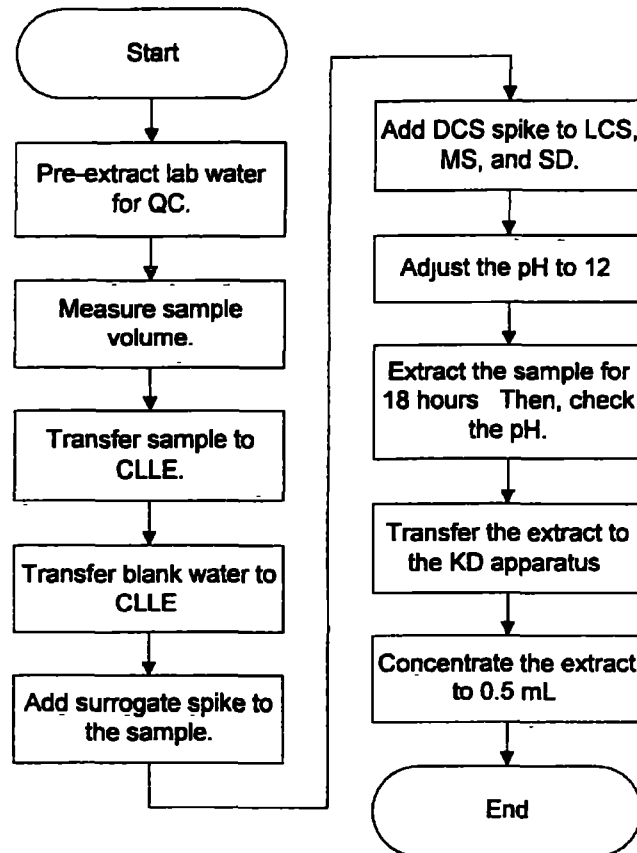 Start
Pre-extract lab water
for QC.
Measure sample
volume.
Transfer sample to
CLLE.
Transfer blank water to
CLLE
Add surrogate spike to
the sample.
Add DCS spike to LCS,
MS, and SD.
Adjust the pH to 12
Extract the sample for
18 hours Then, check
the pH.
Transfer the extract to
the KD apparatus
Concentrate the extract
to 0.5 mL
End